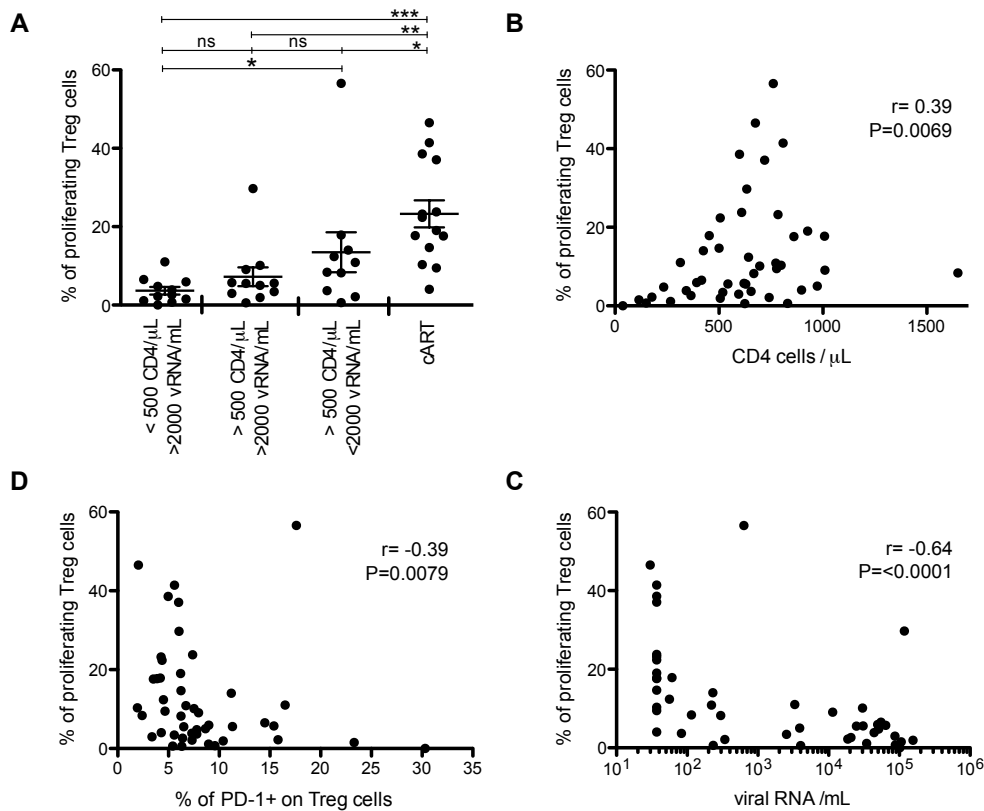 A
***
**
ns ns *
*
% of proliferating Treg cells
60
40
20
0
< 500 CD4/μL
>2000 vRNA/mL
> 500 CD4/μL
>2000 vRNA/mL
> 500 CD4/μL
<2000 vRNA/mL
cART
B
% of proliferating Treg cells
60
40
20
0
r= 0.39
P=0.0069
0 500 1000 1500
CD4 cells / μL
D
% of proliferating Treg cells
60
40
20
0
r= -0.39
P=0.0079
0 5 10 15 20 25 30 35
% of PD-1+ on Treg cells
C
% of proliferating Treg cells
60
40
20
0
r= -0.64
P=<0.0001
10¹ 10² 10³ 10⁴ 10⁵ 10⁶
viral RNA /mL